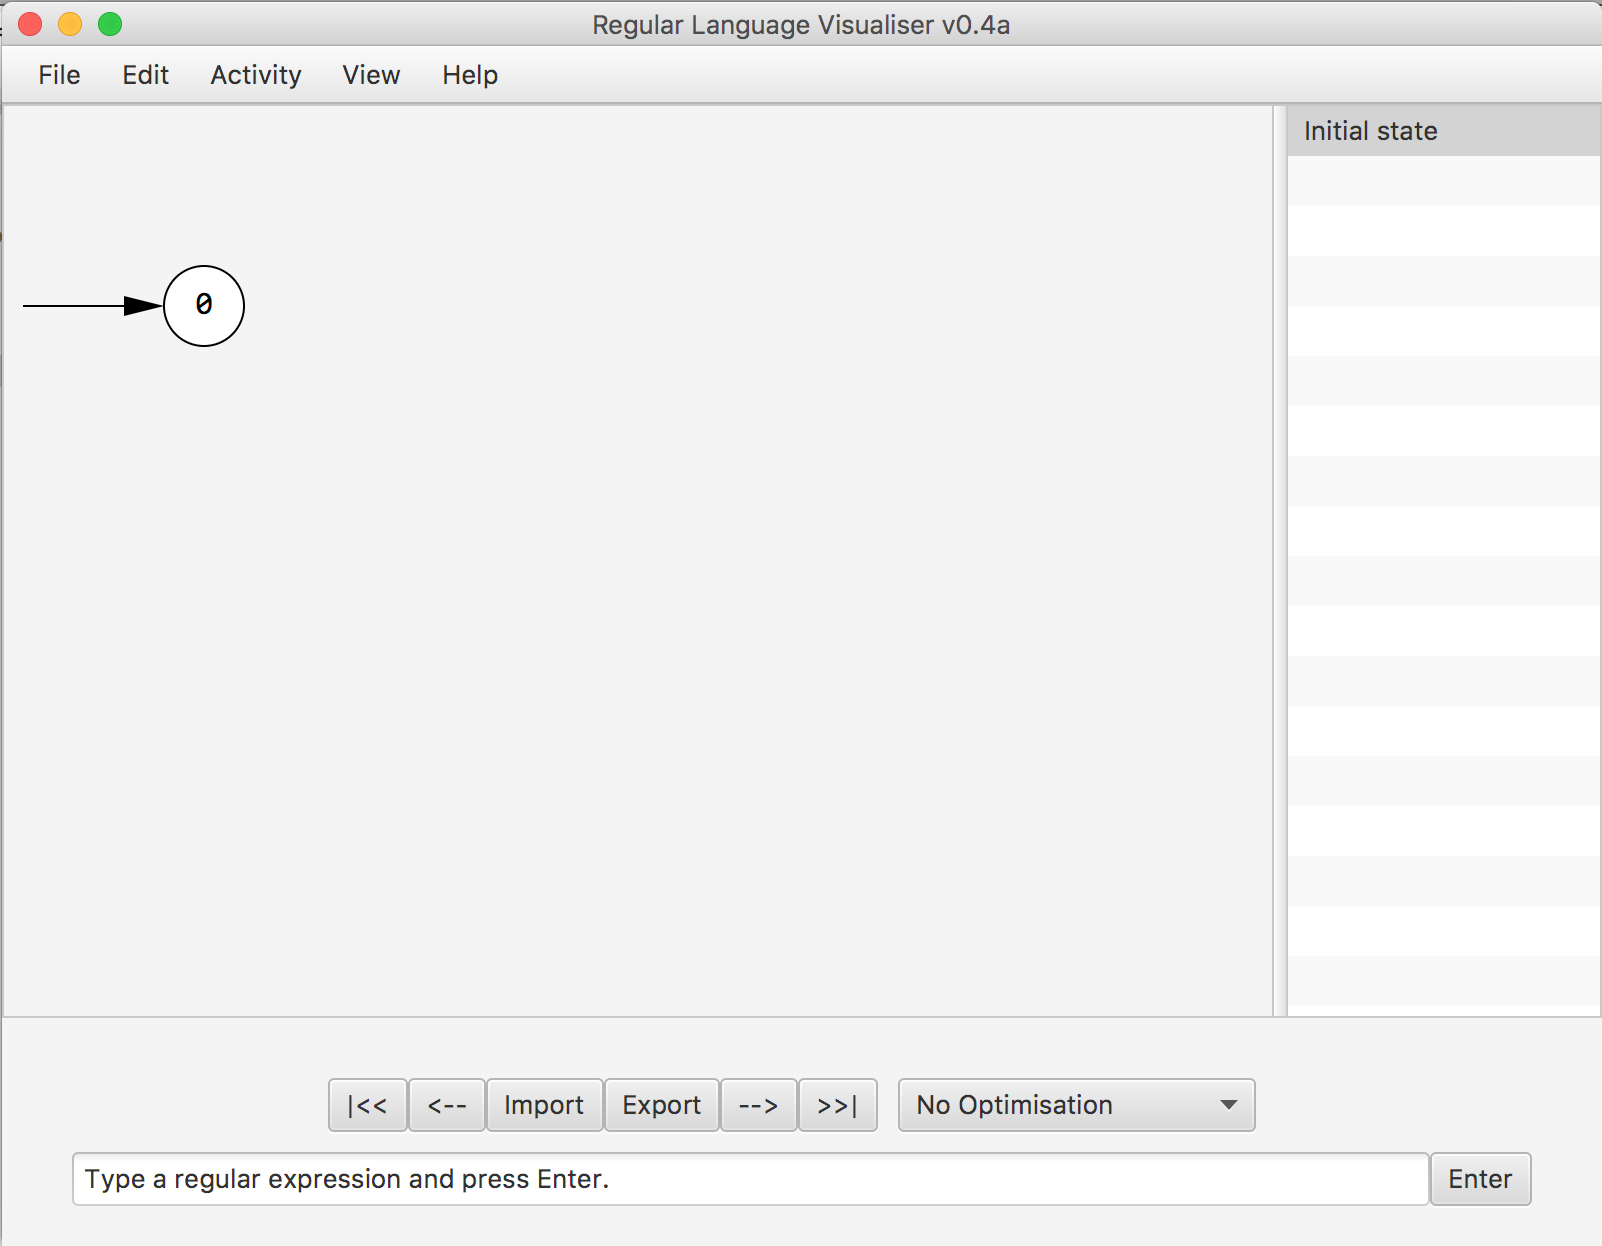 Regular Language Visualiser v0.4a
File Edit Activity View Help
Initial state
0
|<< <-- Import Export --> >>| No Optimisation
Type a regular expression and press Enter. Enter